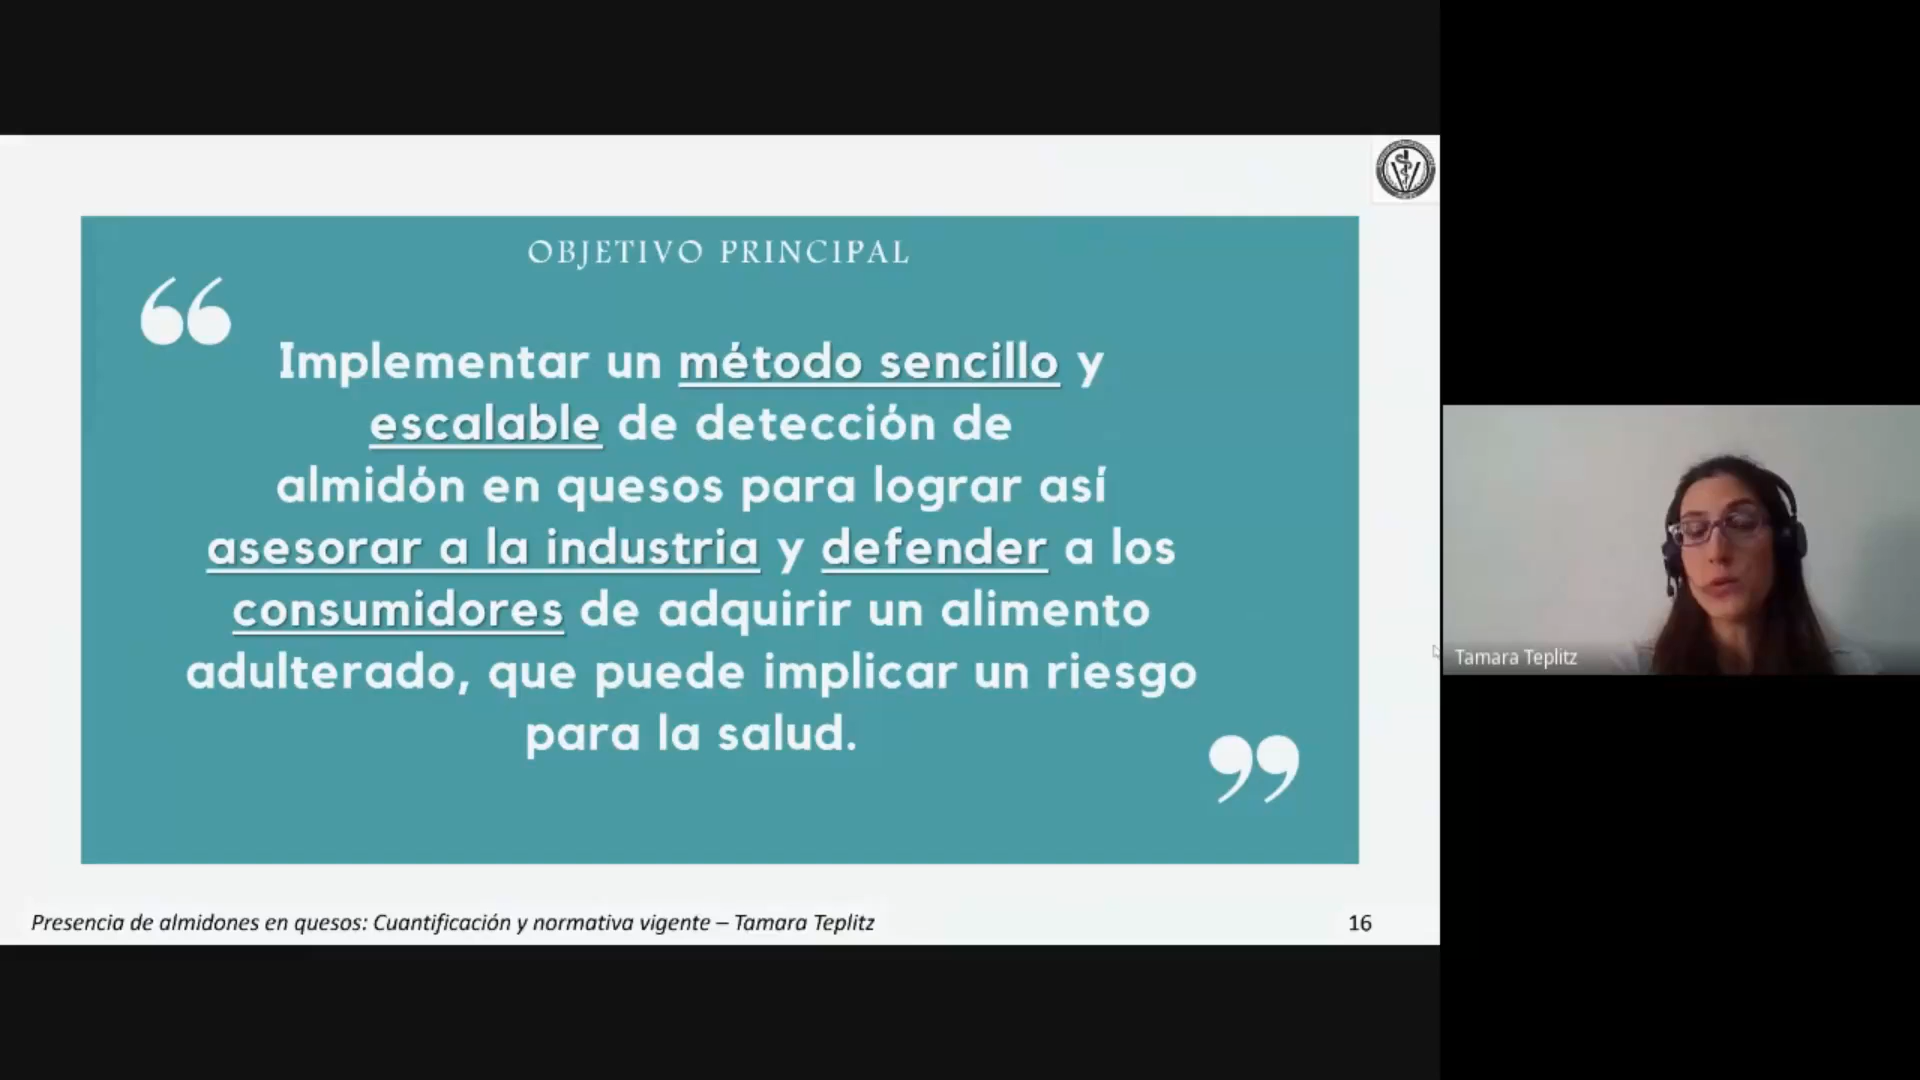 OBJETIVO PRINCIPAL
“
Implementar un método sencillo y
escalable de detección de
almidón en quesos para lograr así
asesorar a la industria y defender a los
consumidores de adquirir un alimento
adulterado, que puede implicar un riesgo
para la salud.
”
Presencia de almidones en quesos: Cuantificación y normativa vigente – Tamara Teplitz
16
Tamara Teplitz